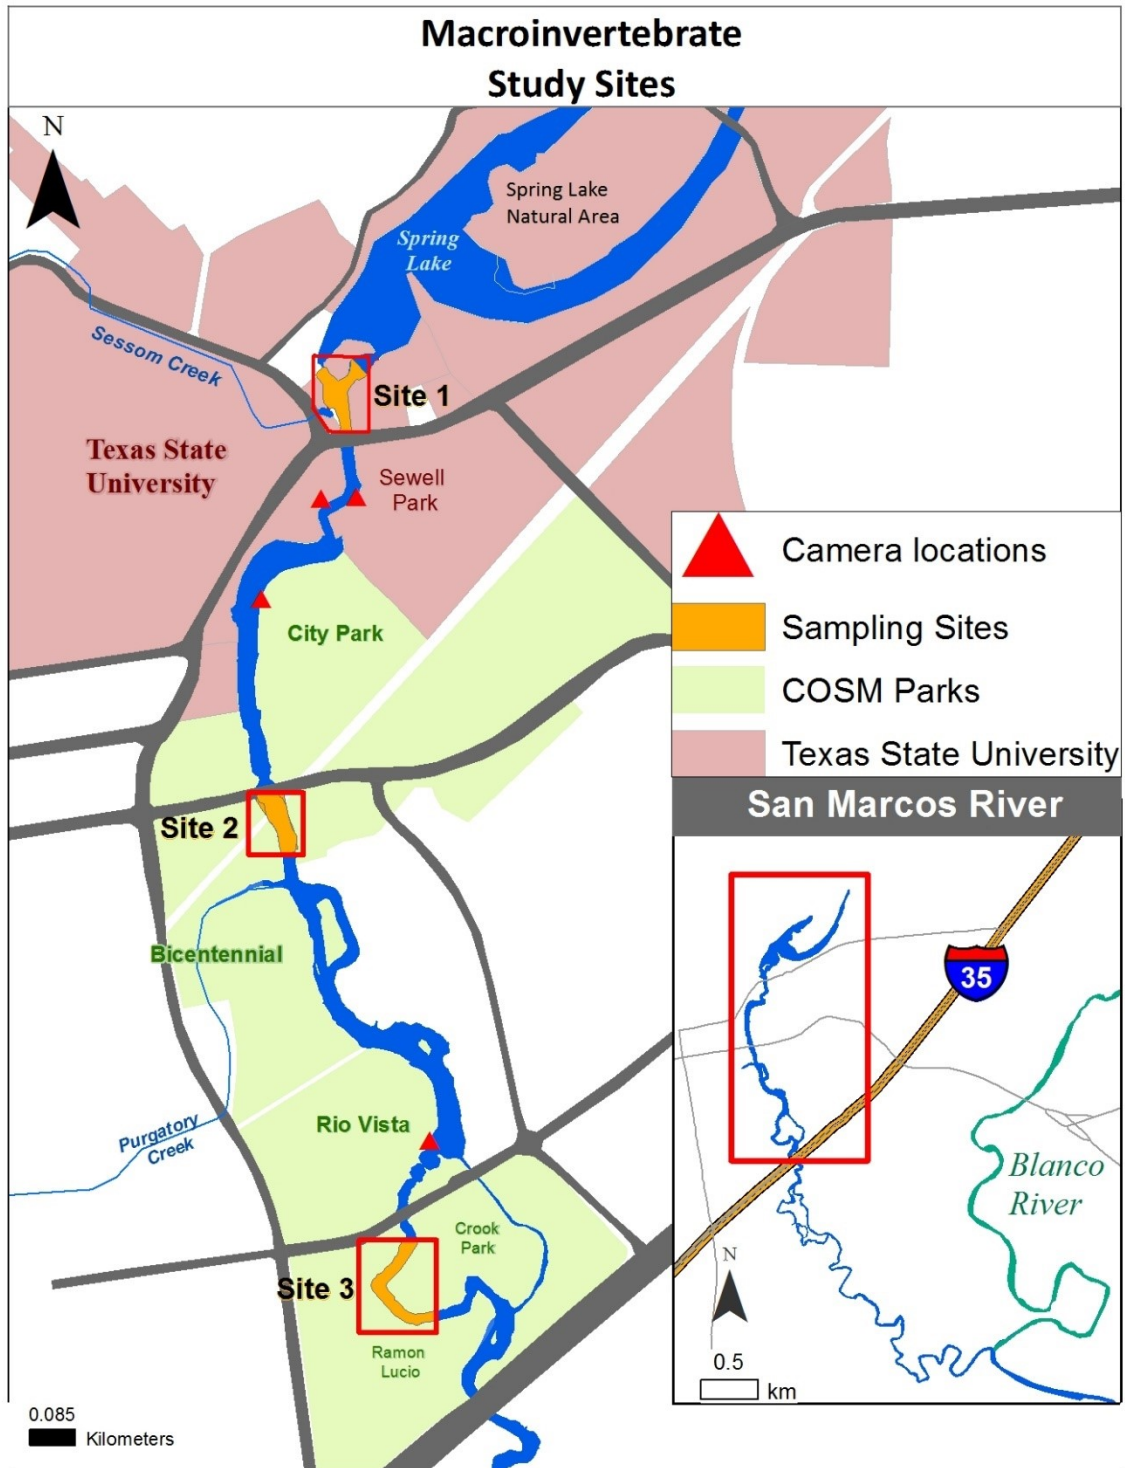 Macroinvertebrate
Study Sites
N
Spring Lake
Natural Area
Spring
Lake
Sessom Creek
Site 1
Texas State
University
Sewell
Park
Camera locations
City Park
Sampling Sites
COSM Parks
Texas State University
San Marcos River
Site 2
Bicentennial
35
Rio Vista
Purgatory
Creek
Blanco
River
Crook
Park
N
Site 3
Ramon
Lucio
0.5
km
0.085
Kilometers